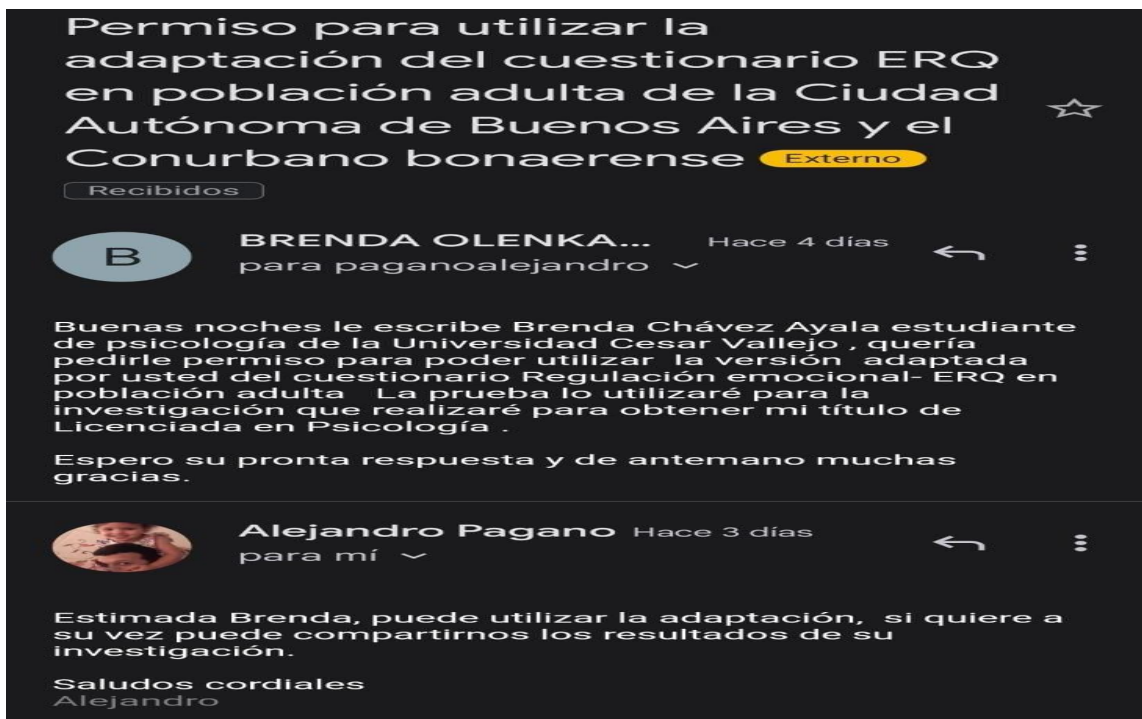 Permiso para utilizar la
adaptación del cuestionario ERQ
en población adulta de la Ciudad
Autónoma de Buenos Aires y el
Conurbano bonaerense Externo
Recibidos
B
BRENDA OLENKA... Hace 4 días
para paganoalejandro
Buenas noches le escribe Brenda Chávez Ayala estudiante
de psicología de la Universidad Cesar Vallejo , quería
pedirle permiso para poder utilizar la versión adaptada
por usted del cuestionario Regulación emocional- ERQ en
población adulta La prueba lo utilizaré para la
investigación que realizaré para obtener mi título de
Licenciada en Psicología .
Espero su pronta respuesta y de antemano muchas
gracias.
Alejandro Pagano Hace 3 días
para mí
Estimada Brenda, puede utilizar la adaptación, si quiere a
su vez puede compartirnos los resultados de su
investigación.
Saludos cordiales
Alejandro